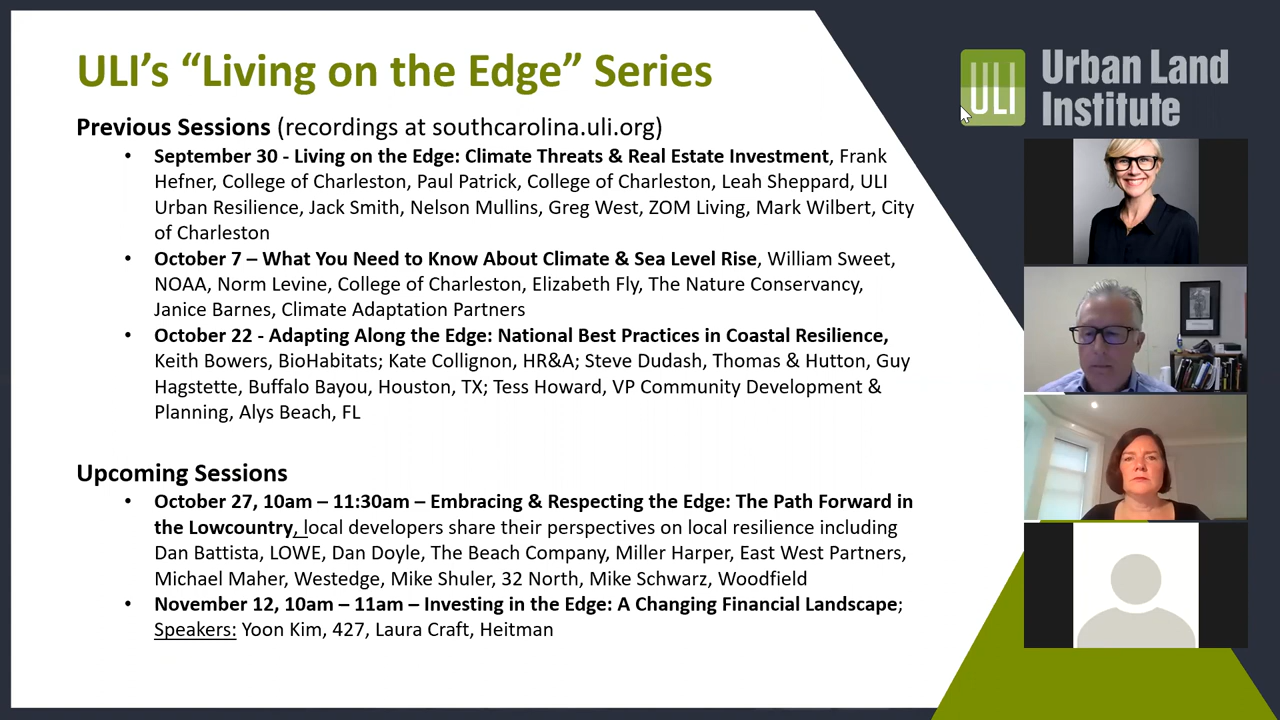 ULI’s “Living on the Edge” Series
ULI
Urban Land
Institute
Previous Sessions (recordings at southcarolina.uli.org)
• September 30 - Living on the Edge: Climate Threats & Real Estate Investment, Frank
Hefner, College of Charleston, Paul Patrick, College of Charleston, Leah Sheppard, ULI
Urban Resilience, Jack Smith, Nelson Mullins, Greg West, ZOM Living, Mark Wilbert, City
of Charleston
• October 7 – What You Need to Know About Climate & Sea Level Rise, William Sweet,
NOAA, Norm Levine, College of Charleston, Elizabeth Fly, The Nature Conservancy,
Janice Barnes, Climate Adaptation Partners
• October 22 - Adapting Along the Edge: National Best Practices in Coastal Resilience,
Keith Bowers, BioHabitats; Kate Collignon, HR&A; Steve Dudash, Thomas & Hutton, Guy
Hagstette, Buffalo Bayou, Houston, TX; Tess Howard, VP Community Development &
Planning, Alys Beach, FL
Upcoming Sessions
• October 27, 10am – 11:30am – Embracing & Respecting the Edge: The Path Forward in
the Lowcountry, local developers share their perspectives on local resilience including
Dan Battista, LOWE, Dan Doyle, The Beach Company, Miller Harper, East West Partners,
Michael Maher, Westedge, Mike Shuler, 32 North, Mike Schwarz, Woodfield
• November 12, 10am – 11am – Investing in the Edge: A Changing Financial Landscape;
Speakers: Yoon Kim, 427, Laura Craft, Heitman